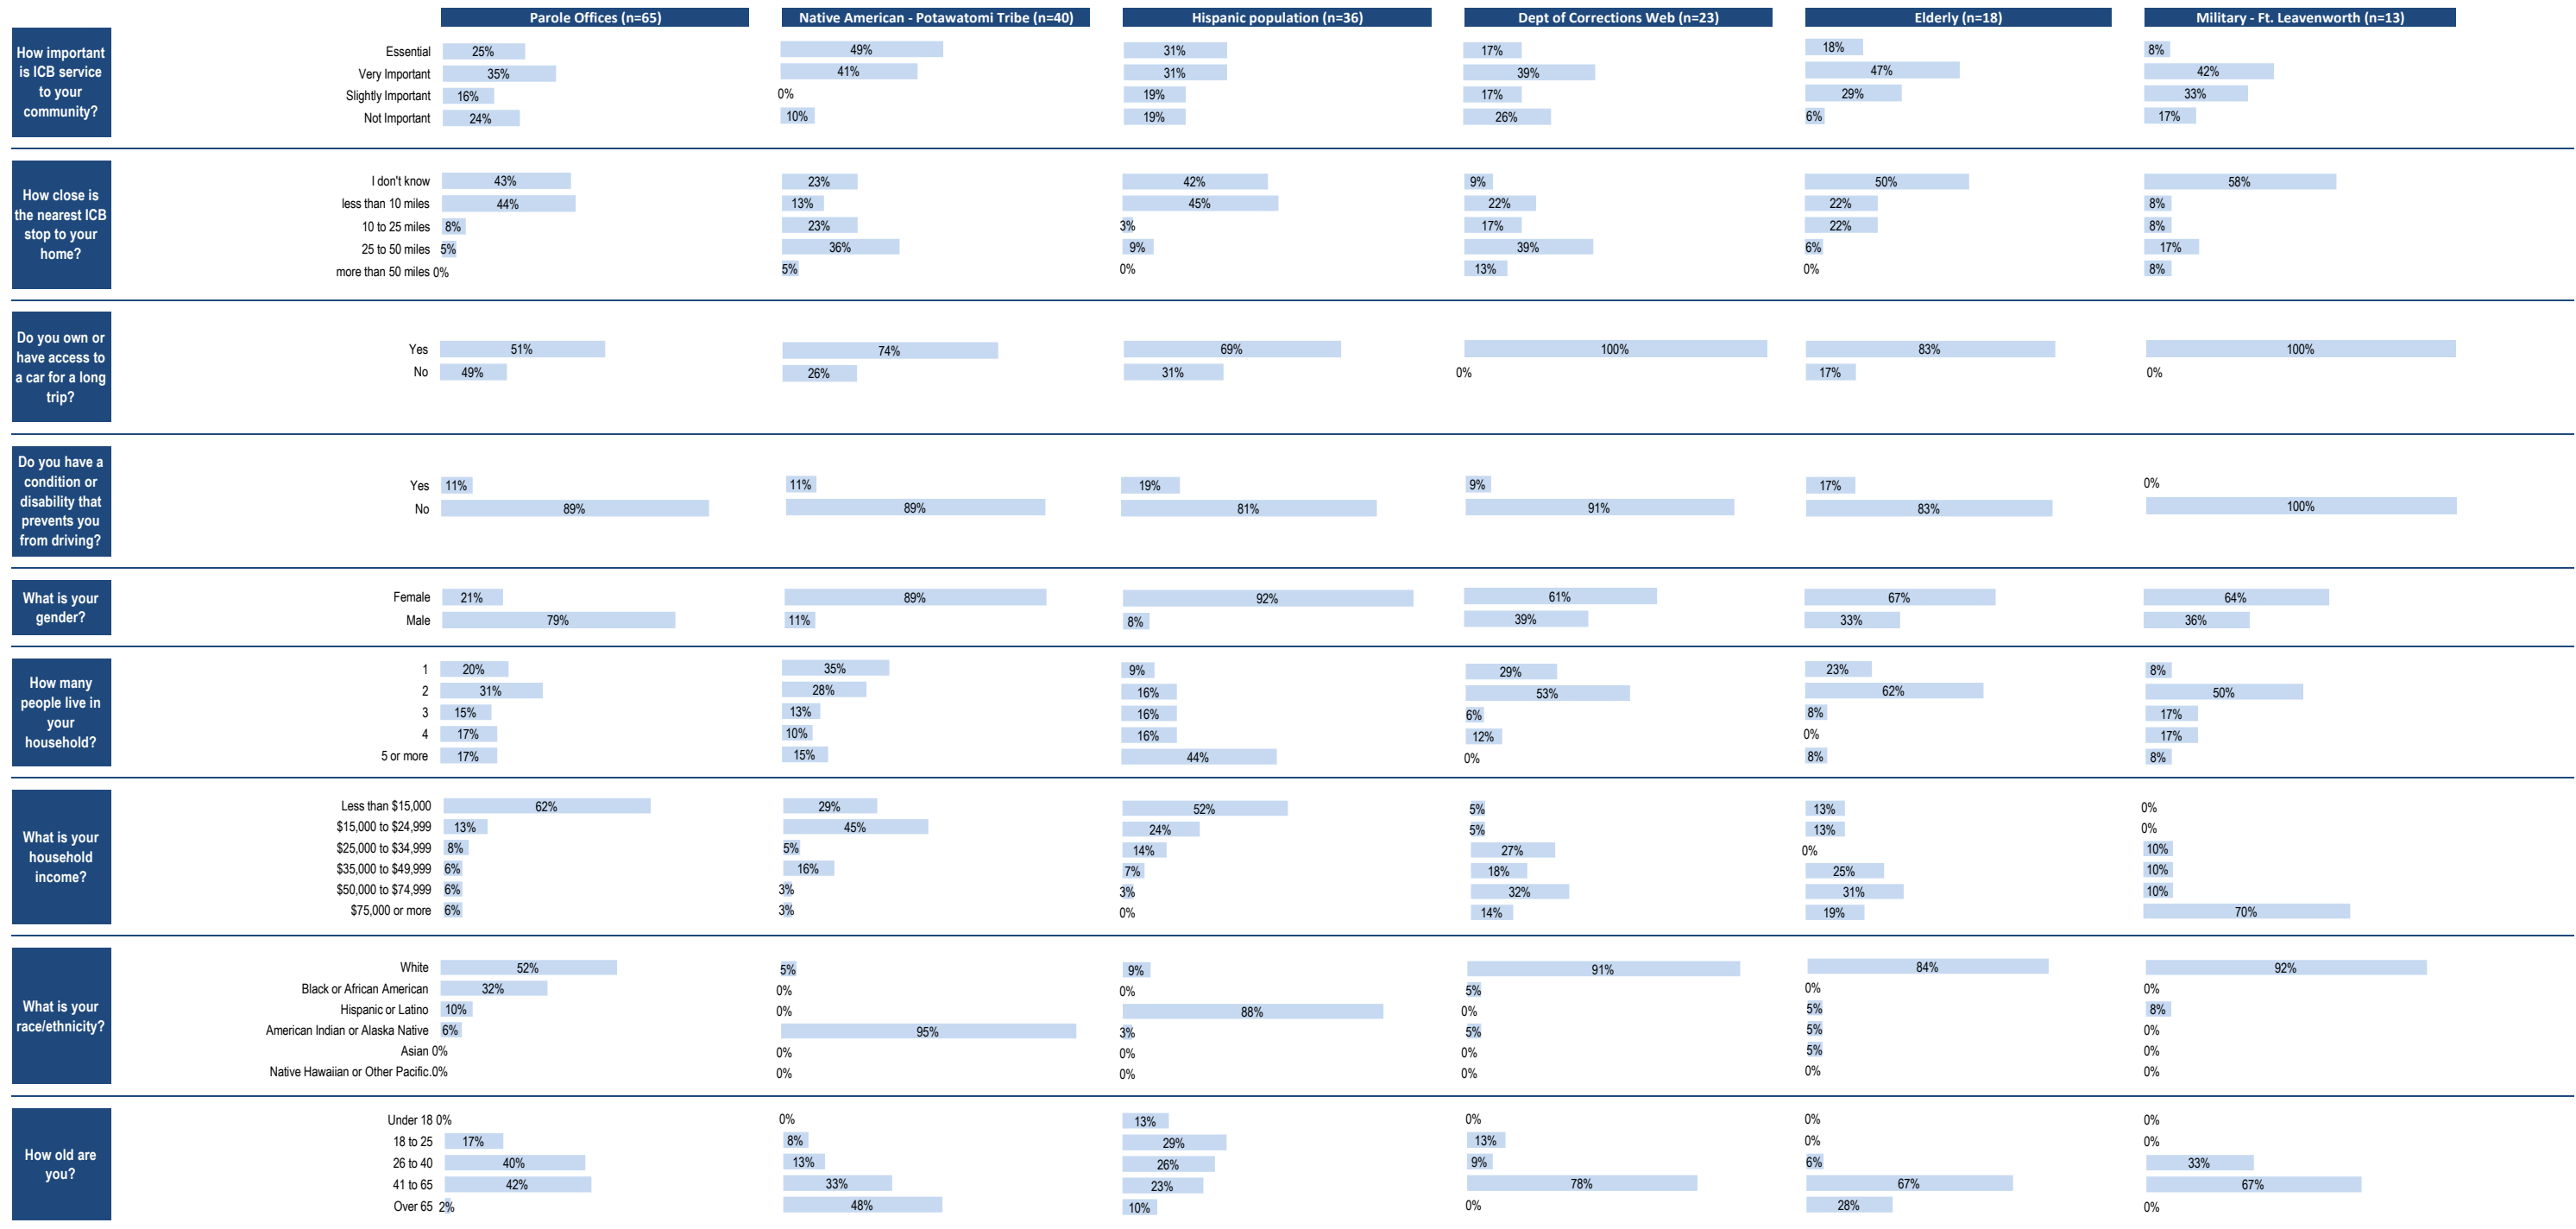 Parole Offices (n=65) Native American - Potawatomi Tribe (n=40) Hispanic population (n=36) Dept of Corrections Web (n=23) Elderly (n=18) Military - Ft. Leavenworth (n=13)
How important
is ICB service
to your
community?
Essential 25% 49% 31% 17% 18% 8%
Very Important 35% 41% 31% 39% 47% 42%
Slightly Important 16% 0% 19% 17% 29% 33%
Not Important 24% 10% 19% 26% 6% 17%
How close is
the nearest ICB
stop to your
home?
I don't know 43% 23% 42% 9% 50% 58%
less than 10 miles 44% 13% 45% 22% 22% 8%
10 to 25 miles 8% 23% 3% 17% 22% 8%
25 to 50 miles 5% 36% 9% 39% 6% 17%
more than 50 miles 0% 5% 0% 13% 0% 8%
Do you own or
have access to
a car for a long
trip?
Yes 51% 74% 69% 100% 83% 100%
No 49% 26% 31% 0% 17% 0%
Do you have a
condition or
disability that
prevents you
from driving?
Yes 11% 11% 19% 9% 17% 0%
No 89% 89% 81% 91% 83% 100%
What is your
gender?
Female 21% 89% 92% 61% 67% 64%
Male 79% 11% 8% 39% 33% 36%
How many
people live in
your
household?
1 20% 35% 9% 29% 23% 8%
2 31% 28% 16% 53% 62% 50%
3 15% 13% 16% 6% 8% 17%
4 17% 10% 16% 12% 0% 17%
5 or more 17% 15% 44% 0% 8% 8%
What is your
household
income?
Less than $15,000 62% 29% 52% 5% 13% 0%
$15,000 to $24,999 13% 45% 24% 5% 13% 0%
$25,000 to $34,999 8% 5% 14% 27% 0% 10%
$35,000 to $49,999 6% 16% 7% 18% 25% 10%
$50,000 to $74,999 6% 3% 3% 32% 31% 10%
$75,000 or more 6% 3% 0% 14% 19% 70%
What is your
race/ethnicity?
White 52% 5% 9% 91% 84% 92%
Black or African American 32% 0% 0% 5% 0% 0%
Hispanic or Latino 10% 0% 88% 0% 5% 8%
American Indian or Alaska Native 6% 95% 3% 5% 5% 0%
Asian 0% 0% 0% 0% 5% 0%
Native Hawaiian or Other Pacific. 0% 0% 0% 0% 0% 0%
How old are
you?
Under 18 0% 0% 13% 0% 0% 0%
18 to 25 17% 8% 29% 13% 0% 0%
26 to 40 40% 13% 26% 9% 6% 33%
41 to 65 42% 33% 23% 78% 67% 67%
Over 65 2% 48% 10% 0% 28% 0%